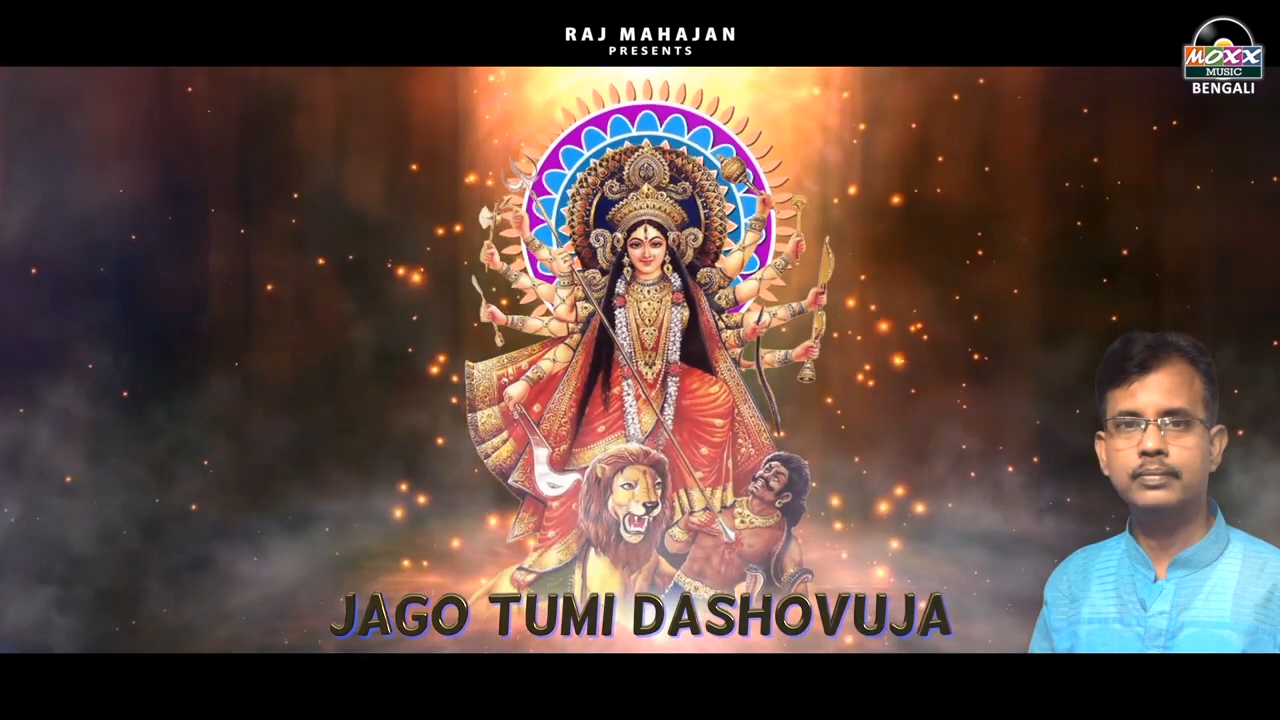 RAJ MAHAJAN
PRESENTS
MOXX
MUSIC
BENGALI
JAGO TUMI DASHOVUJA